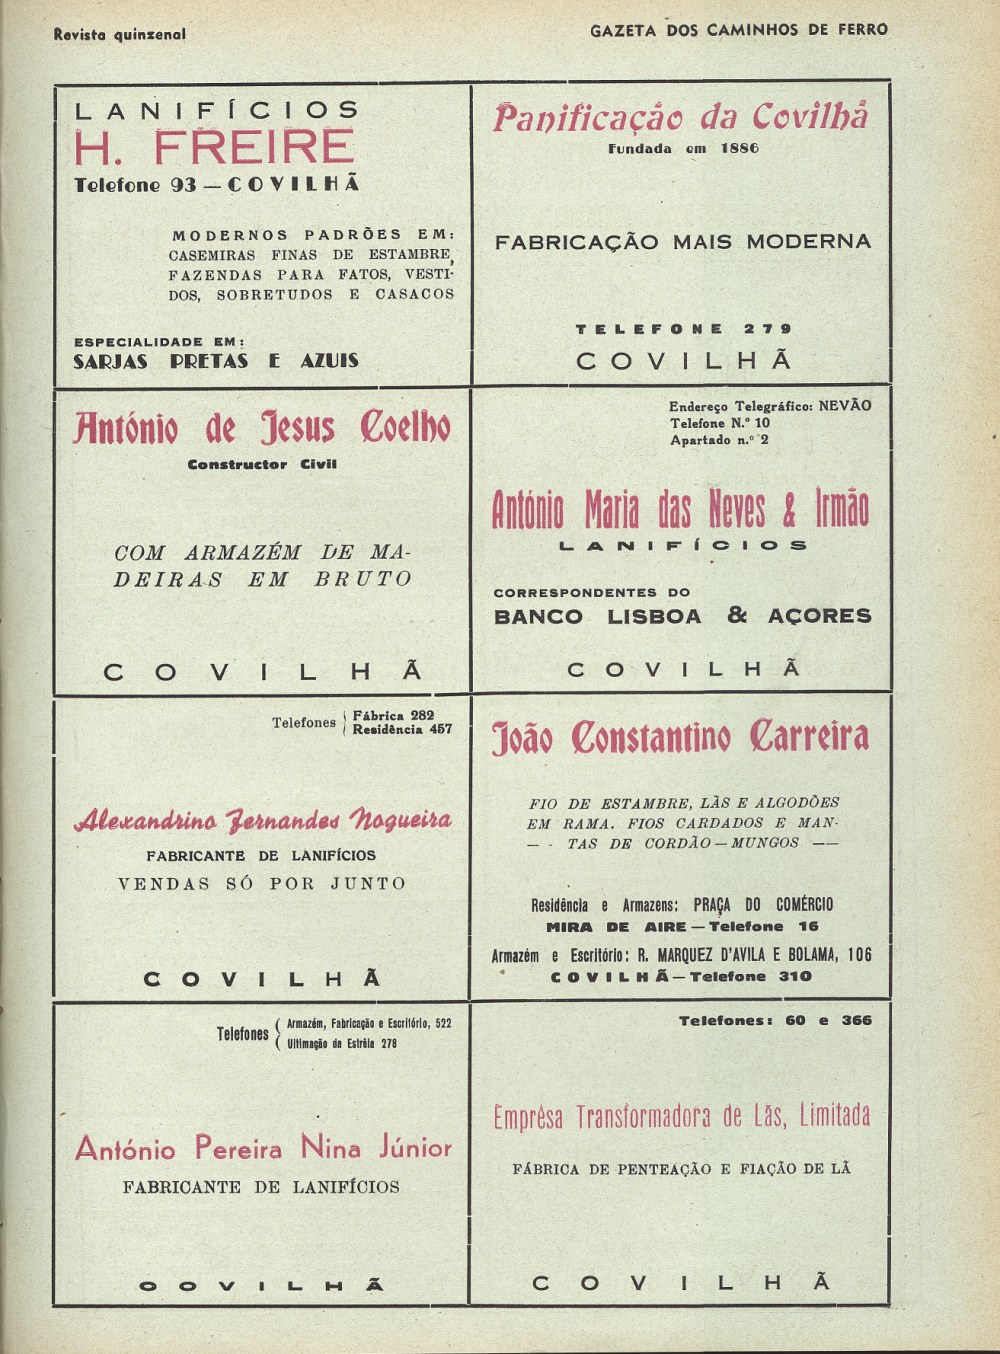 Revista quinzenal
GAZETA DOS CAMINHOS DE FERRO
LANIFÍCIOS
H. FREIRE
Telefone 93 — COVILHÃ
MODERNOS PADRÕES EM:
CASEMIRAS FINAS DE ESTAMBRE,
FAZENDAS PARA FATOS, VESTI-
DOS, SOBRETUDOS E CASACOS
ESPECIALIDADE EM:
SARJAS PRETAS E AZUIS
Panificação da Covilhã
Fundada em 1886
FABRICAÇÃO MAIS MODERNA
TELEFONE 279
COVILHÃ
António de Jesus Coelho
Constructor Civil
COM ARMAZÉM DE MA-
DEIRAS EM BRUTO
COVILHÃ
Endereço Telegráfico: NEVÃO
Telefone N.º 10
Apartado n.º 2
António Maria das Neves & Irmão
LANIFÍCIOS
CORRESPONDENTES DO
BANCO LISBOA & AÇORES
COVILHÃ
Telefones { Fábrica 282
Residência 457
Alexandrino Fernandes Nogueira
FABRICANTE DE LANIFÍCIOS
VENDAS SÓ POR JUNTO
COVILHÃ
João Constantino Carreira
FIO DE ESTAMBRE, LÃS E ALGODÕES
EM RAMA. FIOS CARDADOS E MAN-
— - TAS DE CORDÃO — MUNGOS ——
Residência e Armazens: PRAÇA DO COMÉRCIO
MIRA DE AIRE — Telefone 16
Armazém e Escritório: R. MARQUEZ D'AVILA E BOLAMA, 106
COVILHÃ — Telefone 310
Telefones { Armazém, Fabricação e Escritório, 522
Ultimação da Estrêla 278
António Pereira Nina Júnior
FABRICANTE DE LANIFÍCIOS
COVILHÃ
Telefones: 60 e 366
Emprêsa Transformadora de Lãs, Limitada
FÁBRICA DE PENTEAÇÃO E FIAÇÃO DE LÃ
COVILHÃ